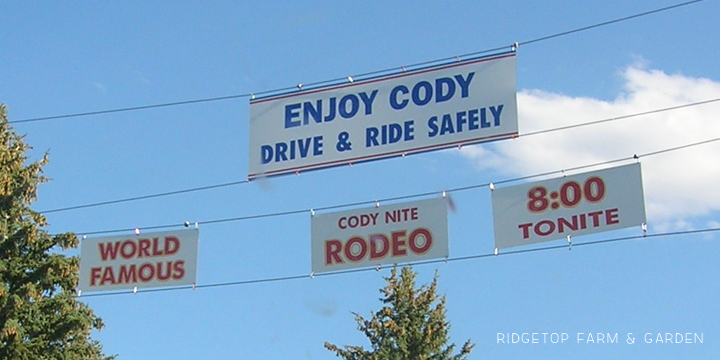 ENJOY CODY
DRIVE & RIDE SAFELY
WORLD
FAMOUS
CODY NITE
RODEO
8:00
TONITE
RIDGETOP FARM & GARDEN